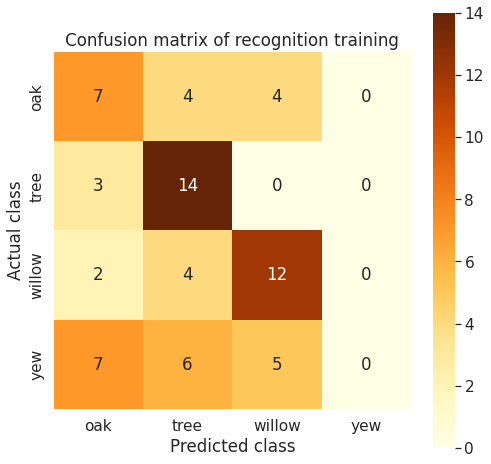 Confusion matrix of recognition training
14
12
10
8
6
4
2
0
Actual class
oak
tree
willow
yew
7 4 4 0
3 14 0 0
2 4 12 0
7 6 5 0
oak tree willow yew
Predicted class